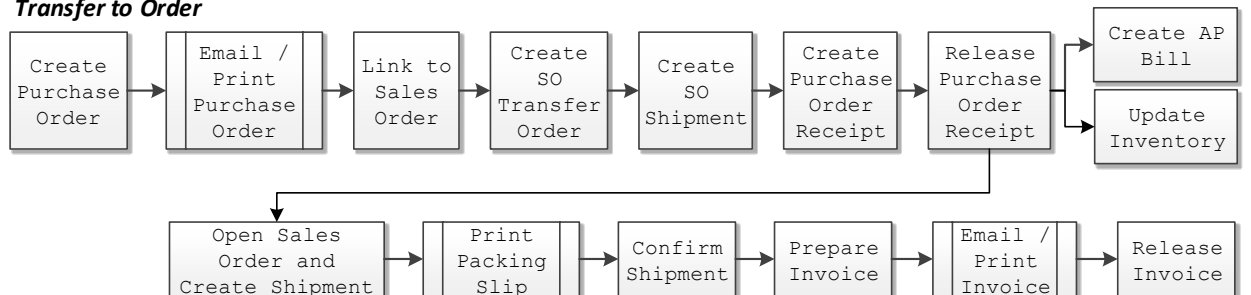 Transfer to Order
Create
Purchase
Order
Email /
Print
Purchase
Order
Link to
Sales
Order
Create
SO
Transfer
Order
Create
SO
Shipment
Create
Purchase
Order
Receipt
Release
Purchase
Order
Receipt
Create AP
Bill
Update
Inventory
Open Sales
Order and
Create Shipment
Print
Packing
Slip
Confirm
Shipment
Prepare
Invoice
Email /
Print
Invoice
Release
Invoice